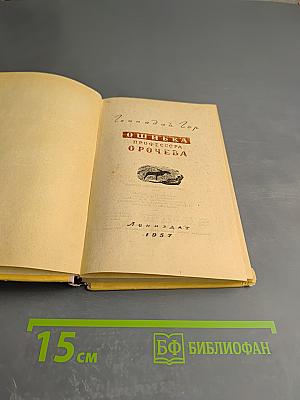 Геннадий Гор
ОШИБКА
ПРОФЕССОРА
ОРОЧЕВА
Лениздат
1957
15 см
БФ БИБЛИОФАН